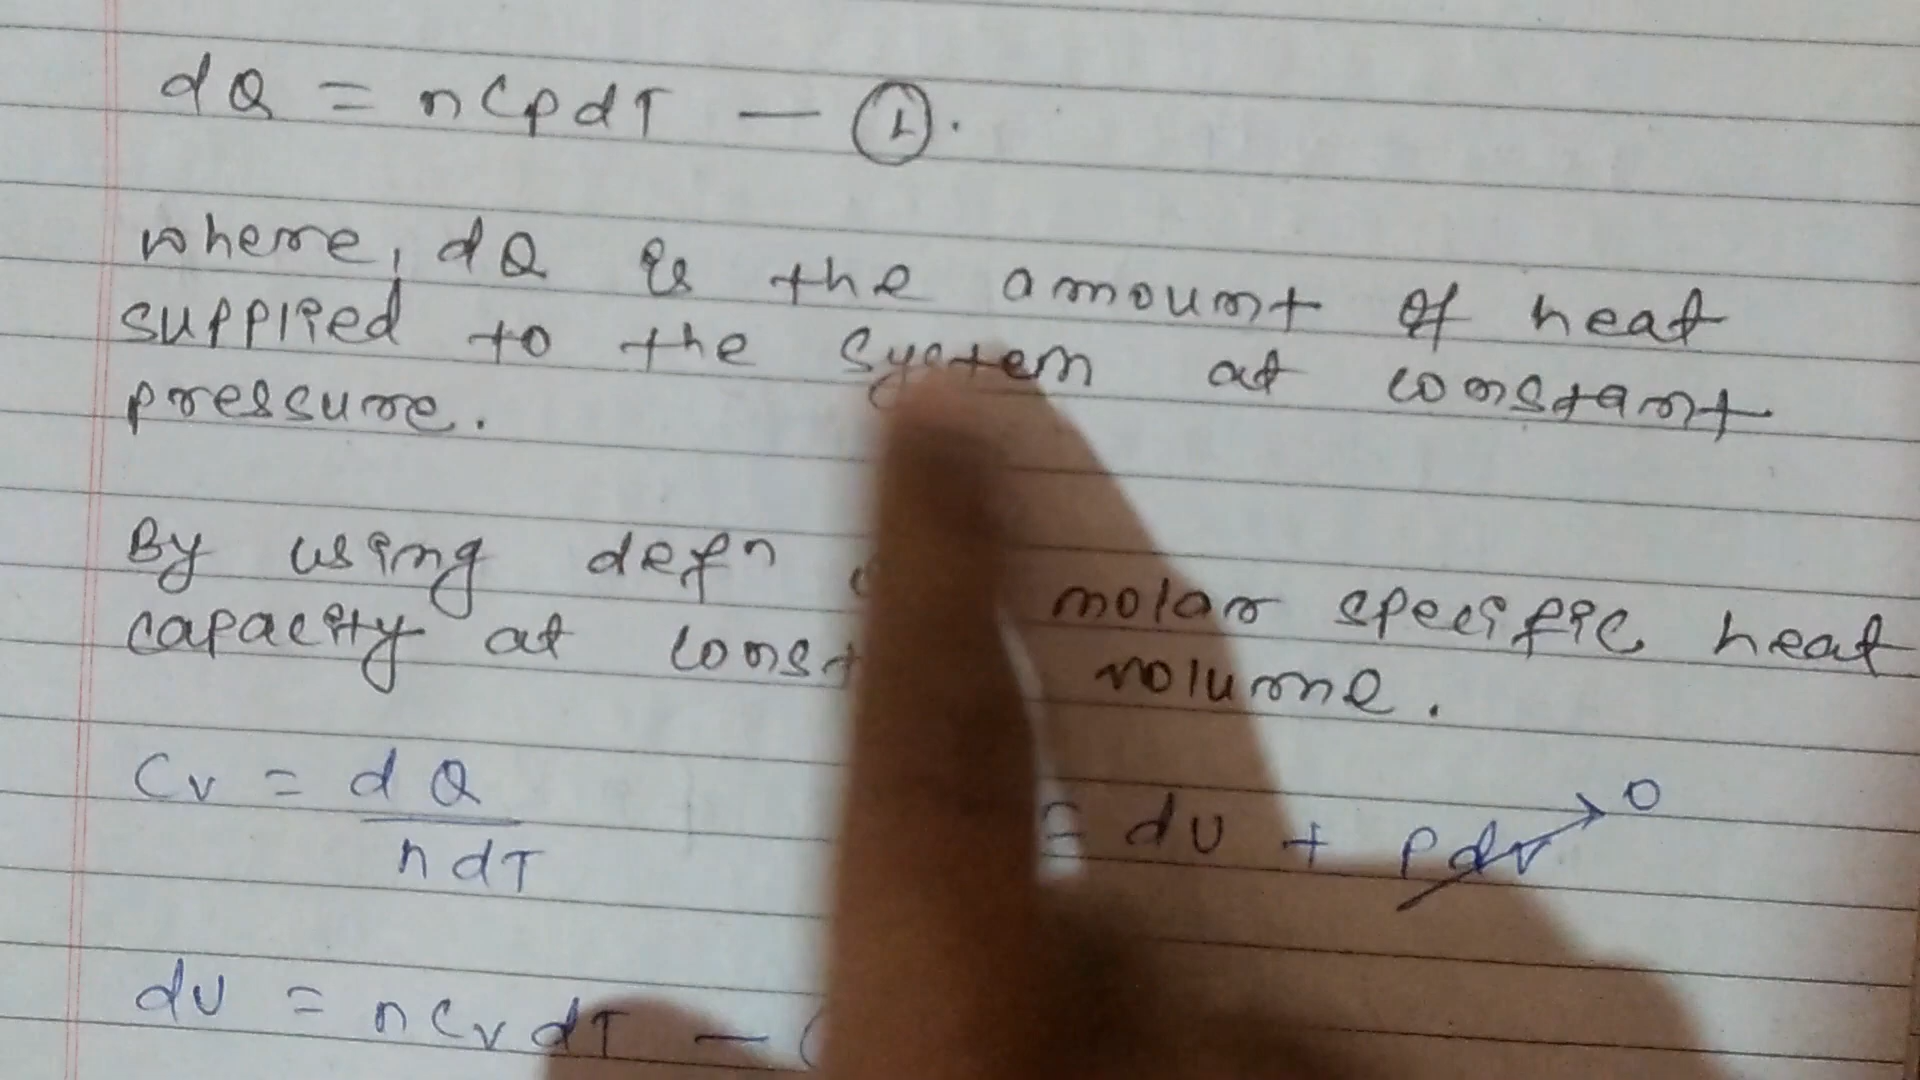 dQ = nCpdT — ①.
where, dQ is the amount of heat
supplied to the system at constant
pressure.
By using defn molar specific heat
capacity at const volume.
Cv = dQ / ndT = dU + pdv → 0
dU = nCvdT —